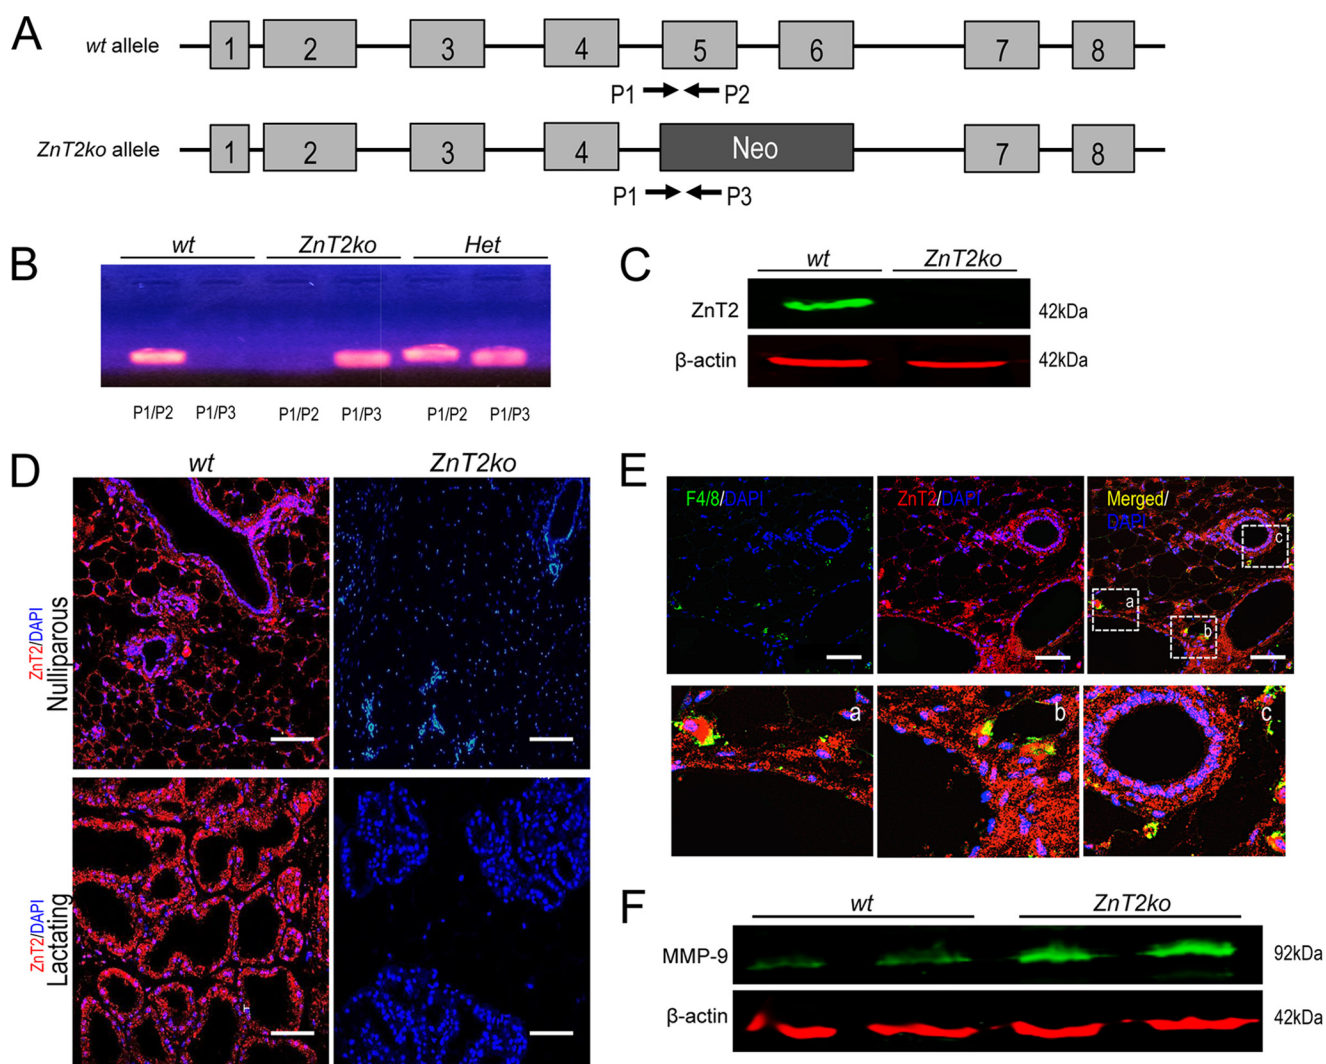 A
wt allele
1 2 3 4 5 6 7 8
P1 P2
ZnT2ko allele
1 2 3 4 Neo 7 8
P1 P3
B
wt ZnT2ko Het
P1/P2 P1/P3 P1/P2 P1/P3 P1/P2 P1/P3
C
wt ZnT2ko
ZnT2 42kDa
β-actin 42kDa
D
wt ZnT2ko
ZnT2/DAPI
Nulliparous
ZnT2/DAPI
Lactating
E
F4/8/DAPI ZnT2/DAPI Merged/
DAPI
c
a
b
a b c
F
wt ZnT2ko
MMP-9 92kDa
β-actin 42kDa